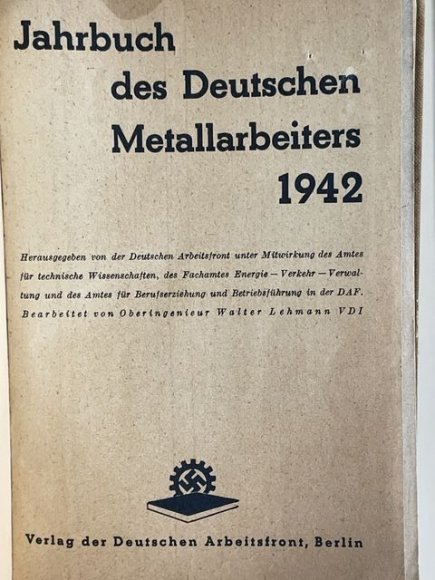 Jahrbuch
des Deutschen
Metallarbeiters
1942
Herausgegeben von der Deutschen Arbeitsfront unter Mitwirkung des Amtes
für technische Wissenschaften, des Fachamtes Energie — Verkehr — Verwal-
tung und des Amtes für Berufserziehung und Betriebsführung in der DAF.
Bearbeitet von Oberingenieur Walter Lehmann VDI
Verlag der Deutschen Arbeitsfront, Berlin